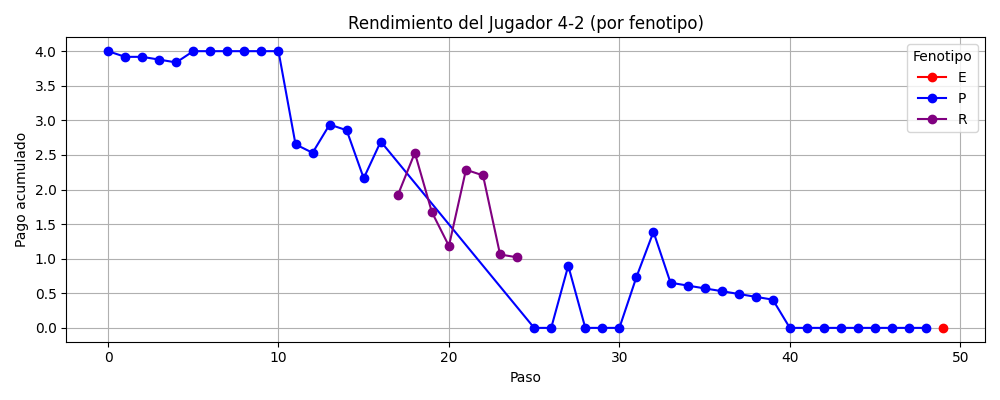 Rendimiento del Jugador 4-2 (por fenotipo)
Pago acumulado
4.0
3.5
3.0
2.5
2.0
1.5
1.0
0.5
0.0
Fenotipo
E
P
R
0 10 20 30 40 50
Paso